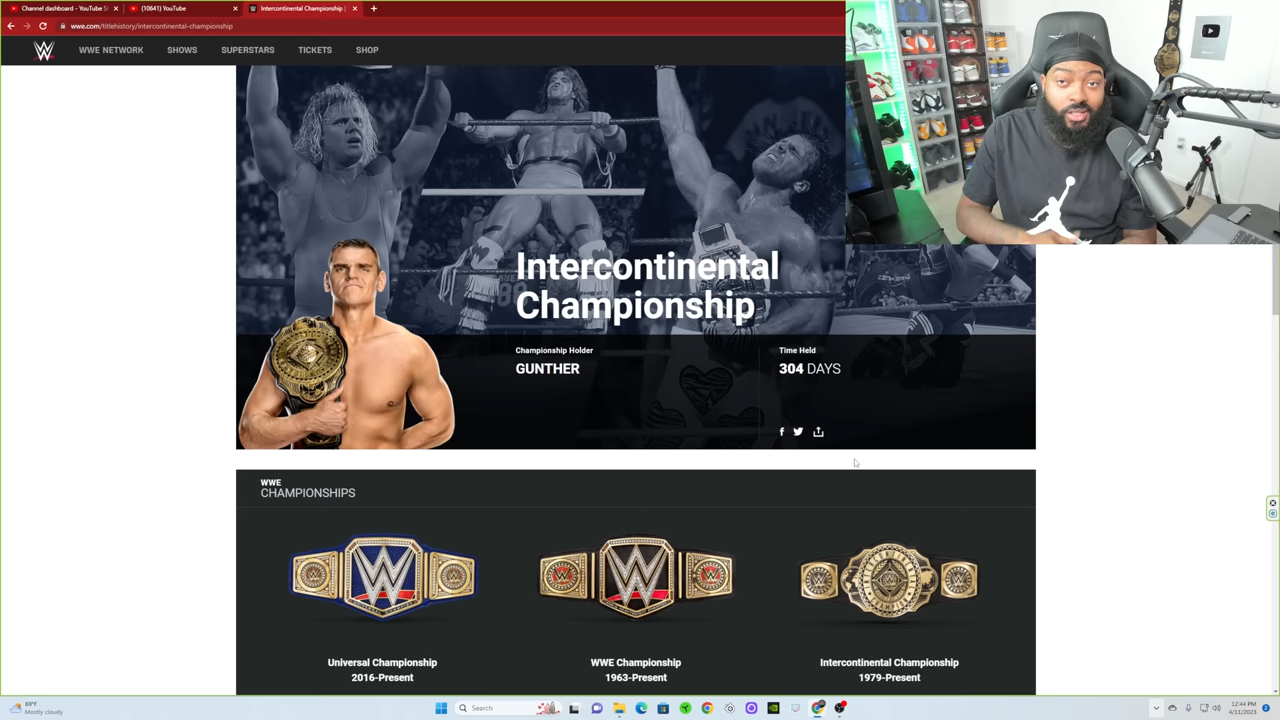 Channel dashboard - YouTube St
(10641) YouTube
Intercontinental Championship |
wwe.com/titlehistory/intercontinental-championship
WWE NETWORK
SHOWS
SUPERSTARS
TICKETS
SHOP
Intercontinental
Championship
Championship Holder
GUNTHER
Time Held
304 DAYS
WWE
CHAMPIONSHIPS
Universal Championship
2016-Present
WWE Championship
1963-Present
Intercontinental Championship
1979-Present
69°F
Mostly cloudy
Search
12:44 PM
4/11/2023